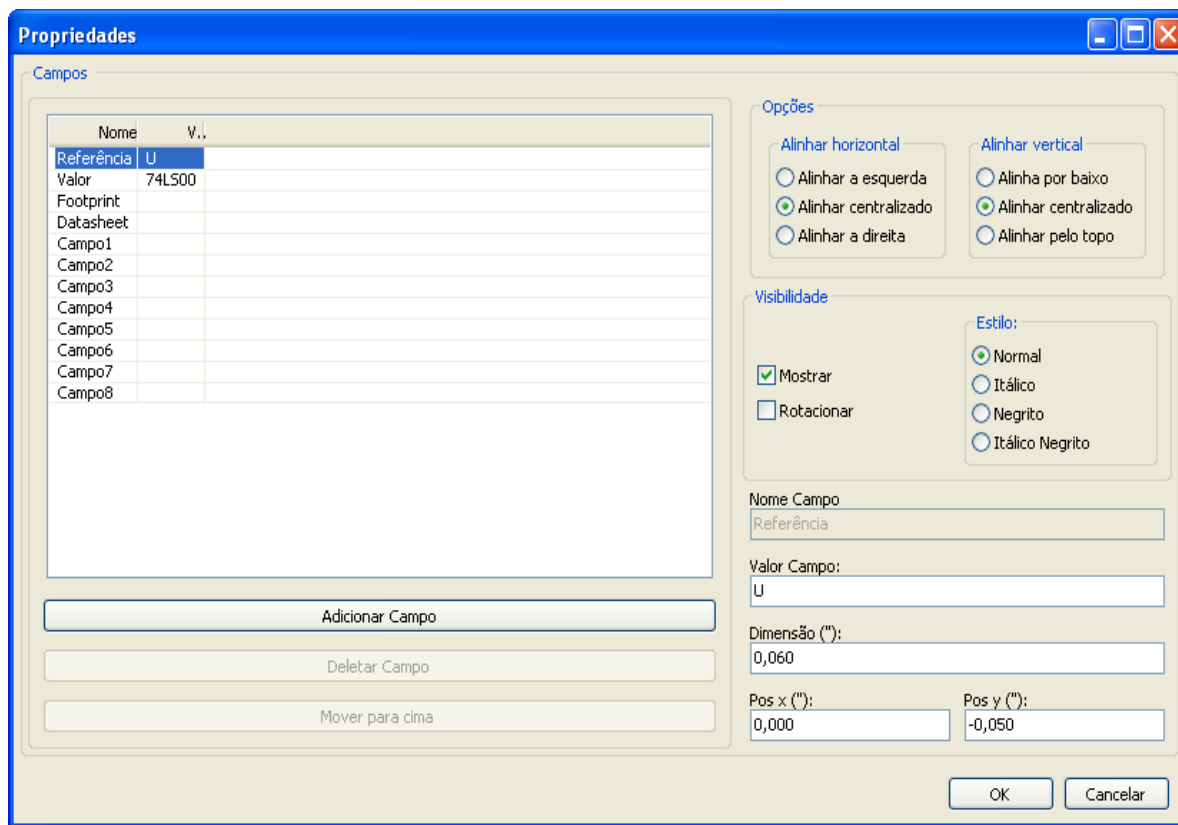 Propriedades
Campos
Nome V..
Referência U
Valor 74LS00
Footprint
Datasheet
Campo1
Campo2
Campo3
Campo4
Campo5
Campo6
Campo7
Campo8
Adicionar Campo
Deletar Campo
Mover para cima
Opções
Alinhar horizontal
Alinhar a esquerda
Alinhar centralizado
Alinhar a direita
Alinhar vertical
Alinha por baixo
Alinhar centralizado
Alinhar pelo topo
Visibilidade
Mostrar
Rotacionar
Estilo:
Normal
Itálico
Negrito
Itálico Negrito
Nome Campo
Referência
Valor Campo:
U
Dimensão ("):
0,060
Pos x ("):
0,000
Pos y ("):
-0,050
OK
Cancelar